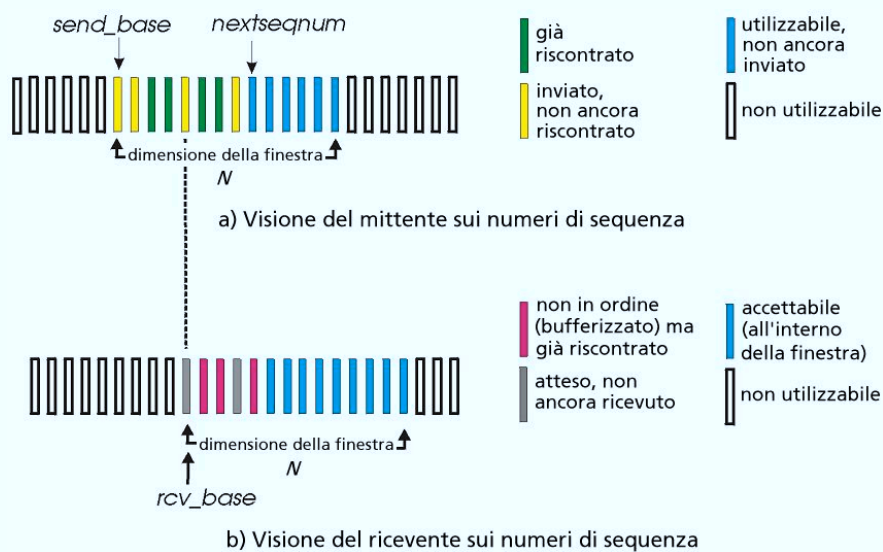 send_base
nextseqnum
già
riscontrato
utilizzabile,
non ancora
inviato
inviato,
non ancora
riscontrato
non utilizzabile
dimensione della finestra
N
a) Visione del mittente sui numeri di sequenza
non in ordine
(bufferizzato) ma
già riscontrato
accettabile
(all'interno
della finestra)
atteso, non
ancora ricevuto
non utilizzabile
dimensione della finestra
N
rcv_base
b) Visione del ricevente sui numeri di sequenza